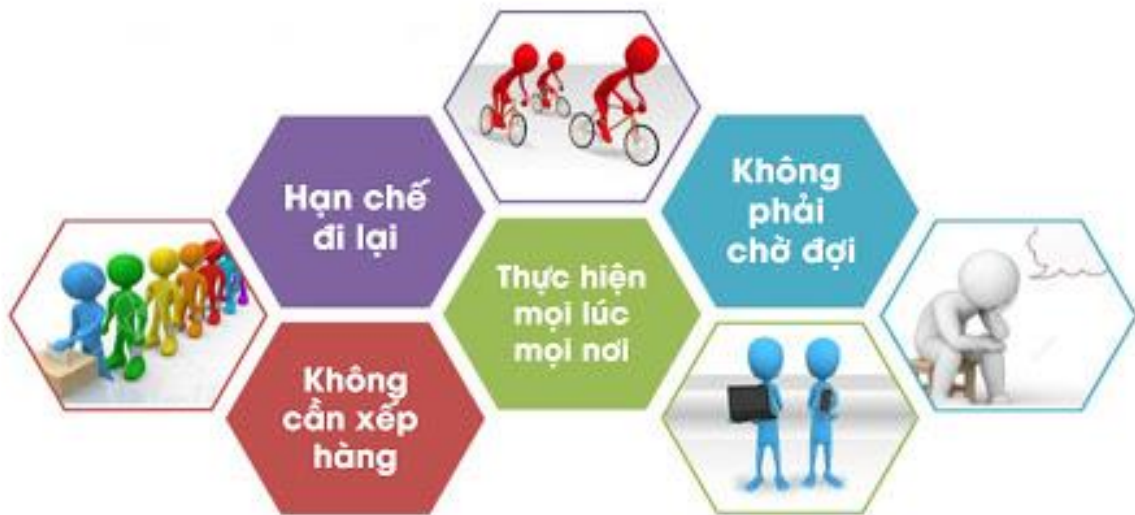 Hạn chế
đi lại
Không
phải
chờ đợi
Thực hiện
mọi lúc
mọi nơi
Không
cần xếp
hàng